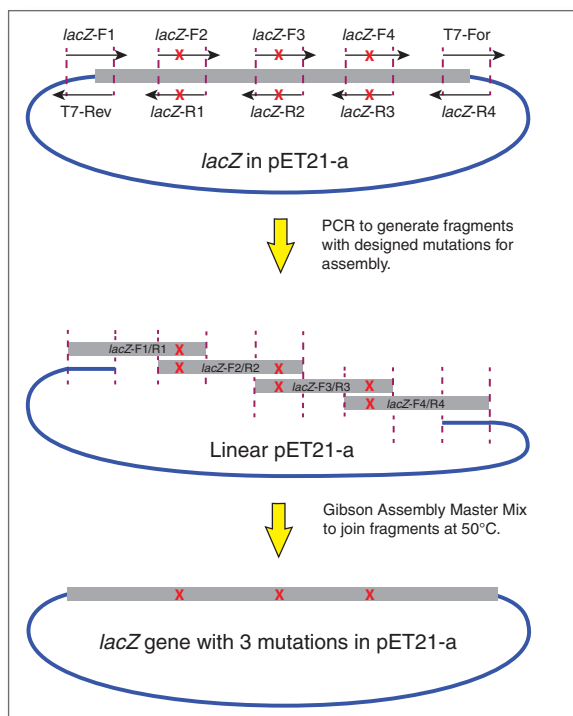 lacZ-F1 lacZ-F2 lacZ-F3 lacZ-F4 T7-For
X X X
X X X
T7-Rev lacZ-R1 lacZ-R2 lacZ-R3 lacZ-R4
lacZ in pET21-a
PCR to generate fragments
with designed mutations for
assembly.
lacZ-F1/R1 X
X lacZ-F2/R2 X
X lacZ-F3/R3 X
X lacZ-F4/R4
Linear pET21-a
Gibson Assembly Master Mix
to join fragments at 50°C.
X X X
lacZ gene with 3 mutations in pET21-a